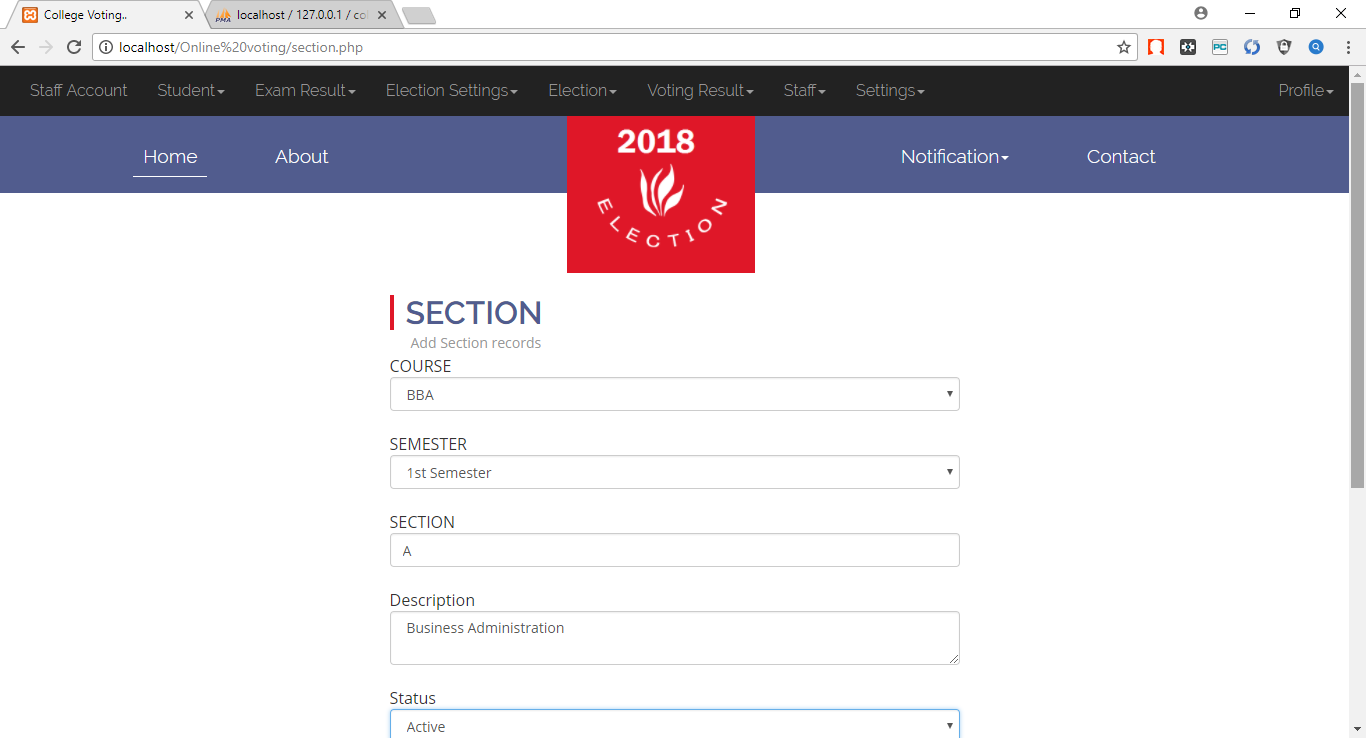 College Voting..
localhost / 127.0.0.1 / col
localhost/Online%20voting/section.php
Staff Account Student Exam Result Election Settings Election Voting Result Staff Settings Profile
Home About Notification Contact
2018
ELECTION
SECTION
Add Section records
COURSE
BBA
SEMESTER
1st Semester
SECTION
A
Description
Business Administration
Status
Active